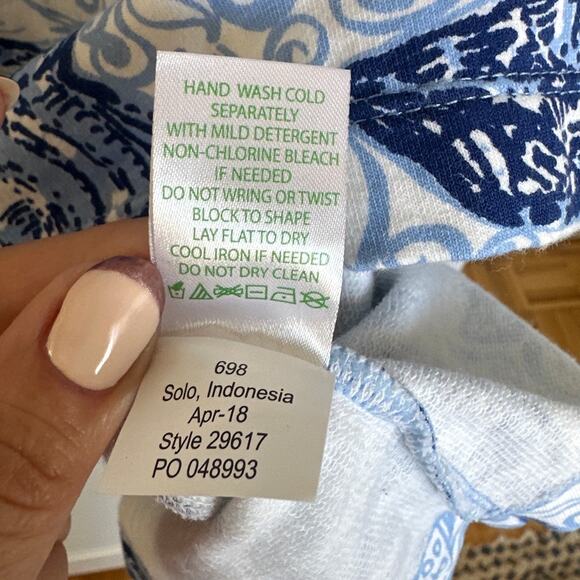 HAND WASH COLD
SEPARATELY
WITH MILD DETERGENT
NON-CHLORINE BLEACH
IF NEEDED
DO NOT WRING OR TWIST
BLOCK TO SHAPE
LAY FLAT TO DRY
COOL IRON IF NEEDED
DO NOT DRY CLEAN
698
Solo, Indonesia
Apr-18
Style 29617
PO 048993